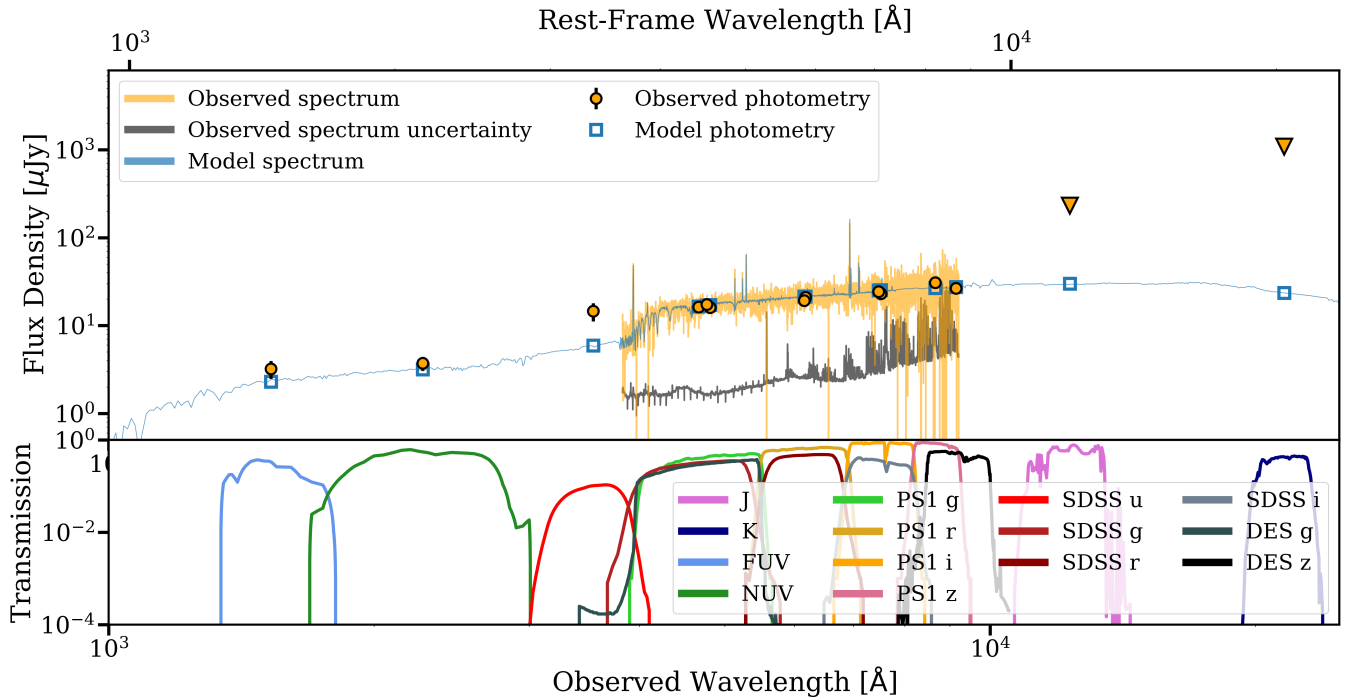 Rest-Frame Wavelength [Å]
10³ 10⁴
Observed spectrum
Observed spectrum uncertainty
Model spectrum
Observed photometry
Model photometry
Flux Density [μJy]
10³
10²
10¹
10⁰
Transmission
10⁰
10⁻²
10⁻⁴
J
K
FUV
NUV
PS1 g
PS1 r
PS1 i
PS1 z
SDSS u
SDSS g
SDSS r
SDSS i
DES g
DES z
10³ 10⁴
Observed Wavelength [Å]